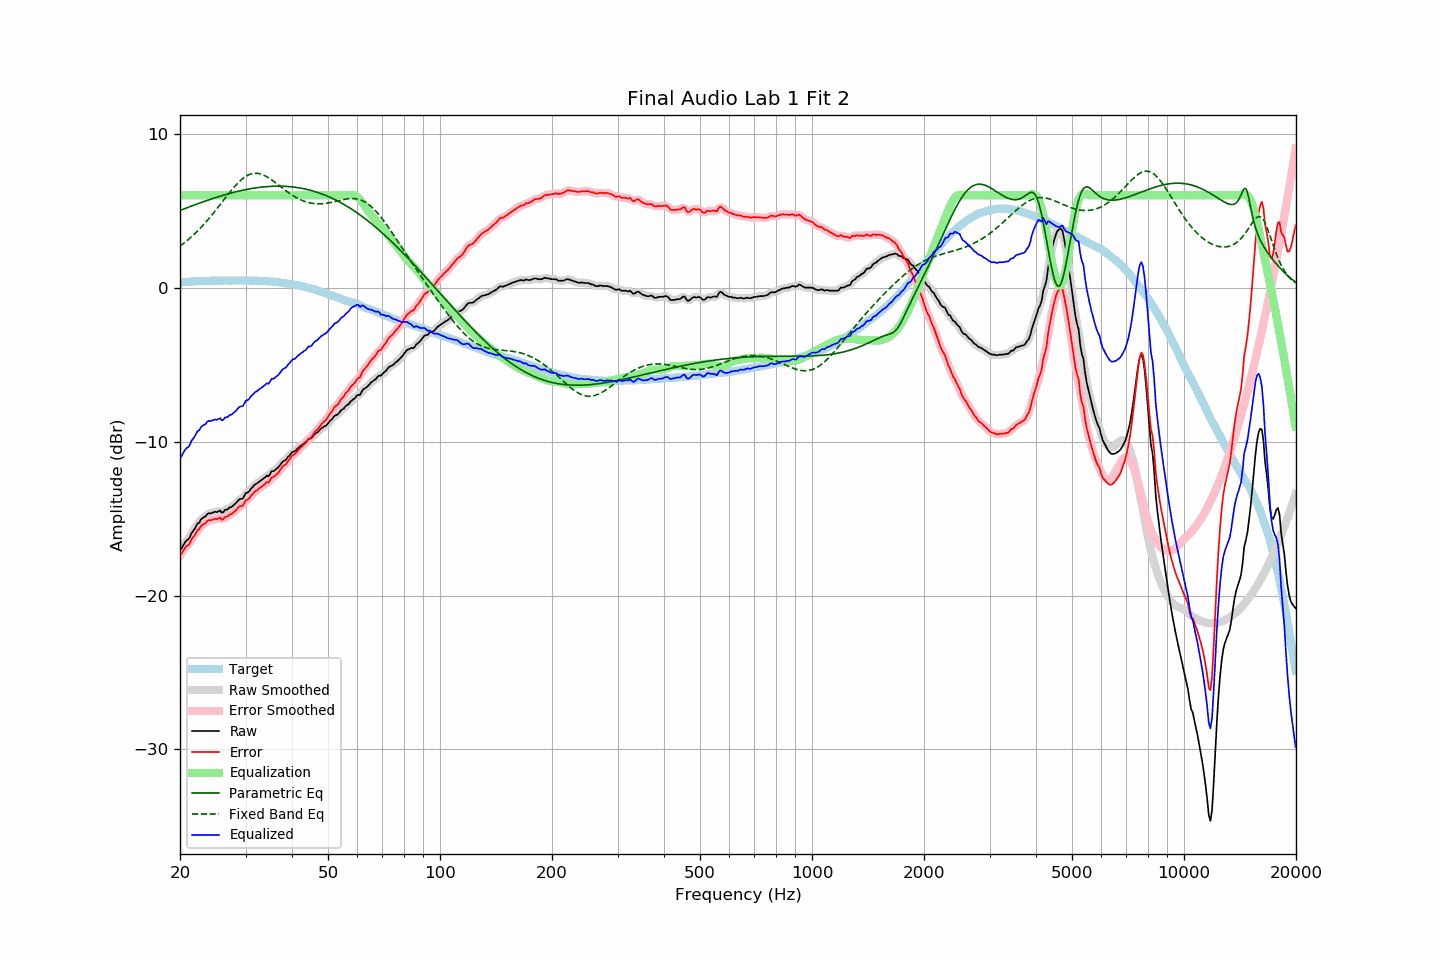 Final Audio Lab 1 Fit 2
10
0
−10
−20
−30
Amplitude (dBr)
Target
Raw Smoothed
Error Smoothed
Raw
Error
Equalization
Parametric Eq
Fixed Band Eq
Equalized
20 50 100 200 500 1000 2000 5000 10000 20000
Frequency (Hz)